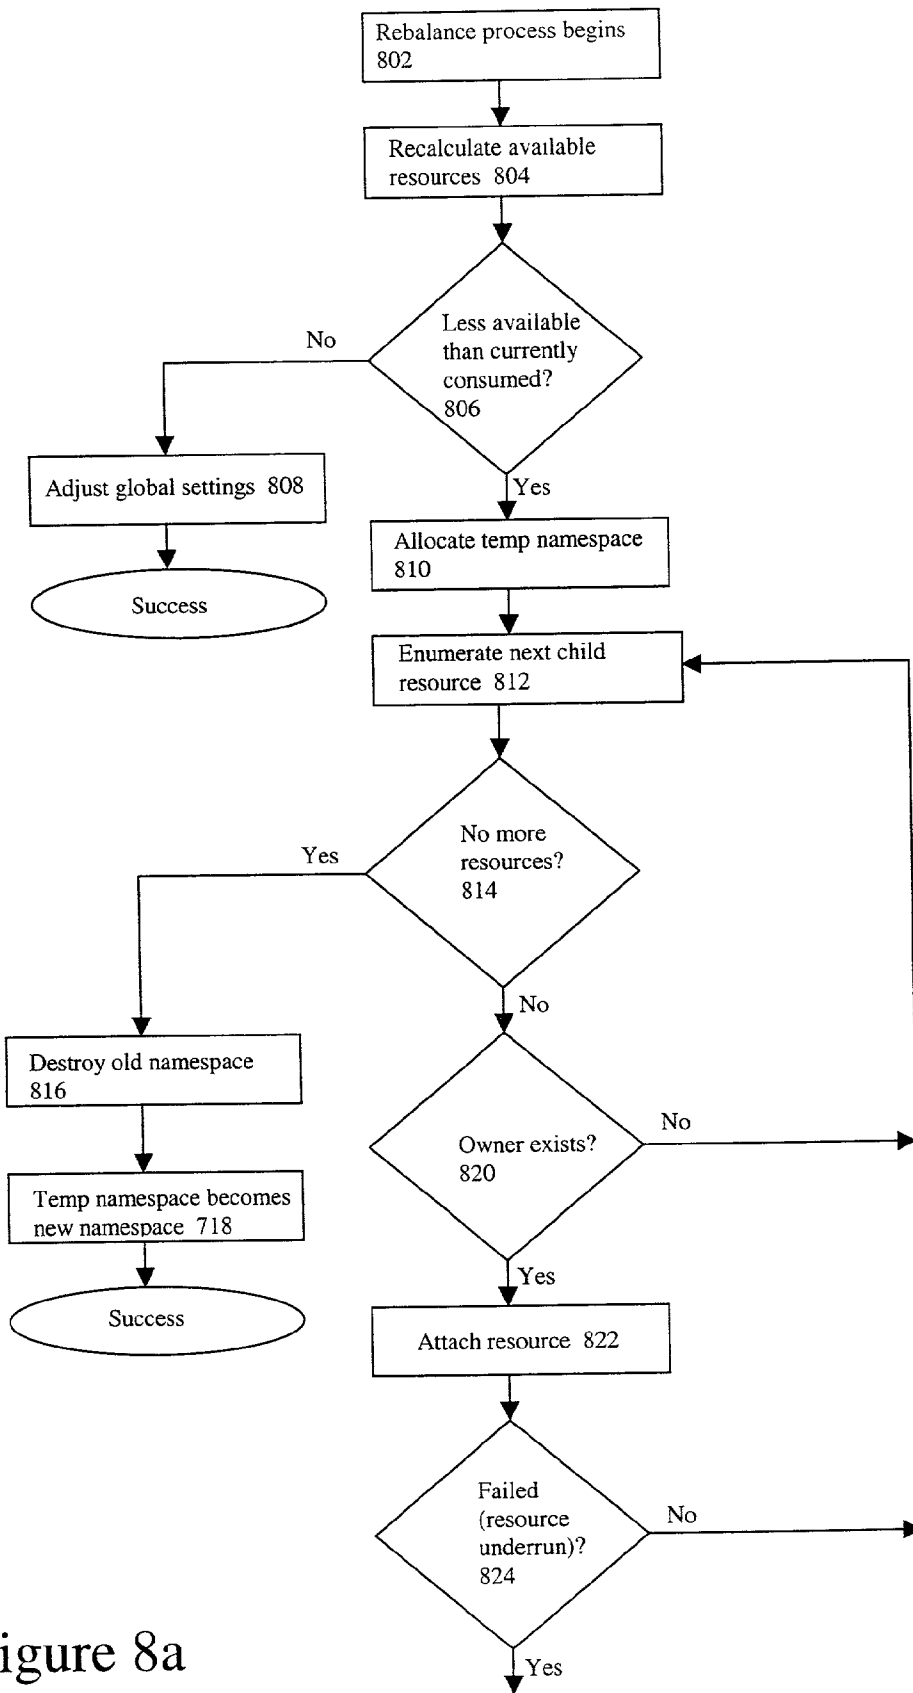 Rebalance process begins
802
Recalculate available
resources 804
Less available
than currently
consumed?
806
No
Adjust global settings 808
Success
Yes
Allocate temp namespace
810
Enumerate next child
resource 812
No more
resources?
814
Yes
No
Destroy old namespace
816
Temp namespace becomes
new namespace 718
Success
Owner exists?
820
No
Yes
Attach resource 822
Failed
(resource
underrun)?
824
No
Yes
igure 8a